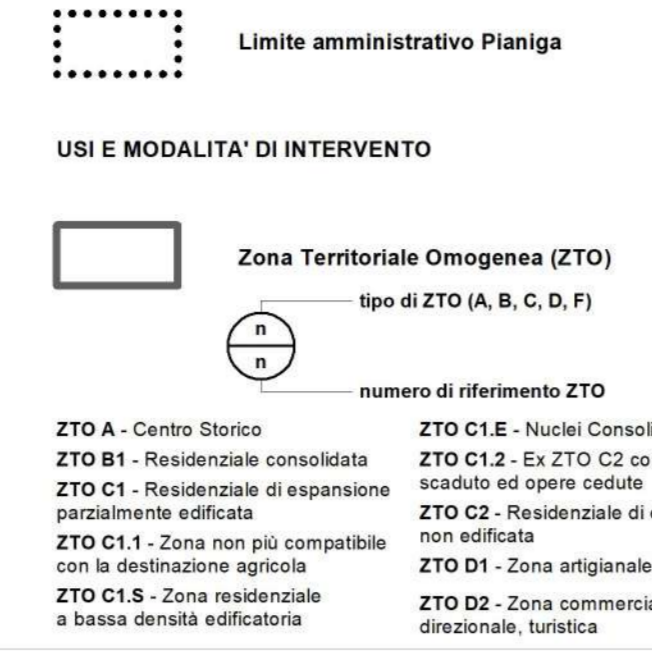 Limite amministrativo Pianiga
USI E MODALITA' DI INTERVENTO
Zona Territoriale Omogenea (ZTO)
tipo di ZTO (A, B, C, D, F)
n
n
numero di riferimento ZTO
ZTO A - Centro Storico
ZTO B1 - Residenziale consolidata
ZTO C1 - Residenziale di espansione
parzialmente edificata
ZTO C1.1 - Zona non più compatibile
con la destinazione agricola
ZTO C1.S - Zona residenziale
a bassa densità edificatoria
ZTO C1.E - Nuclei
ZTO C1.2 - Ex ZTO C2
scaduto ed opere cedute
ZTO C2 - Residenziale di
non edificata
ZTO D1 - Zona artigianale
ZTO D2 - Zona
direzionale, turistica